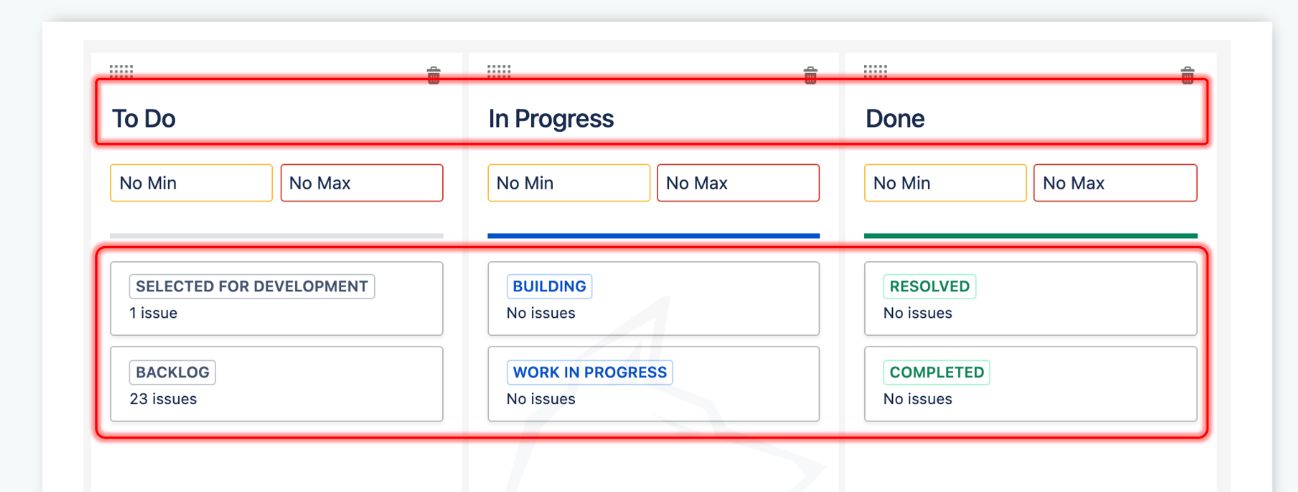 To Do
In Progress
Done
No Min
No Max
No Min
No Max
No Min
No Max
SELECTED FOR DEVELOPMENT
1 issue
BUILDING
No issues
RESOLVED
No issues
BACKLOG
23 issues
WORK IN PROGRESS
No issues
COMPLETED
No issues